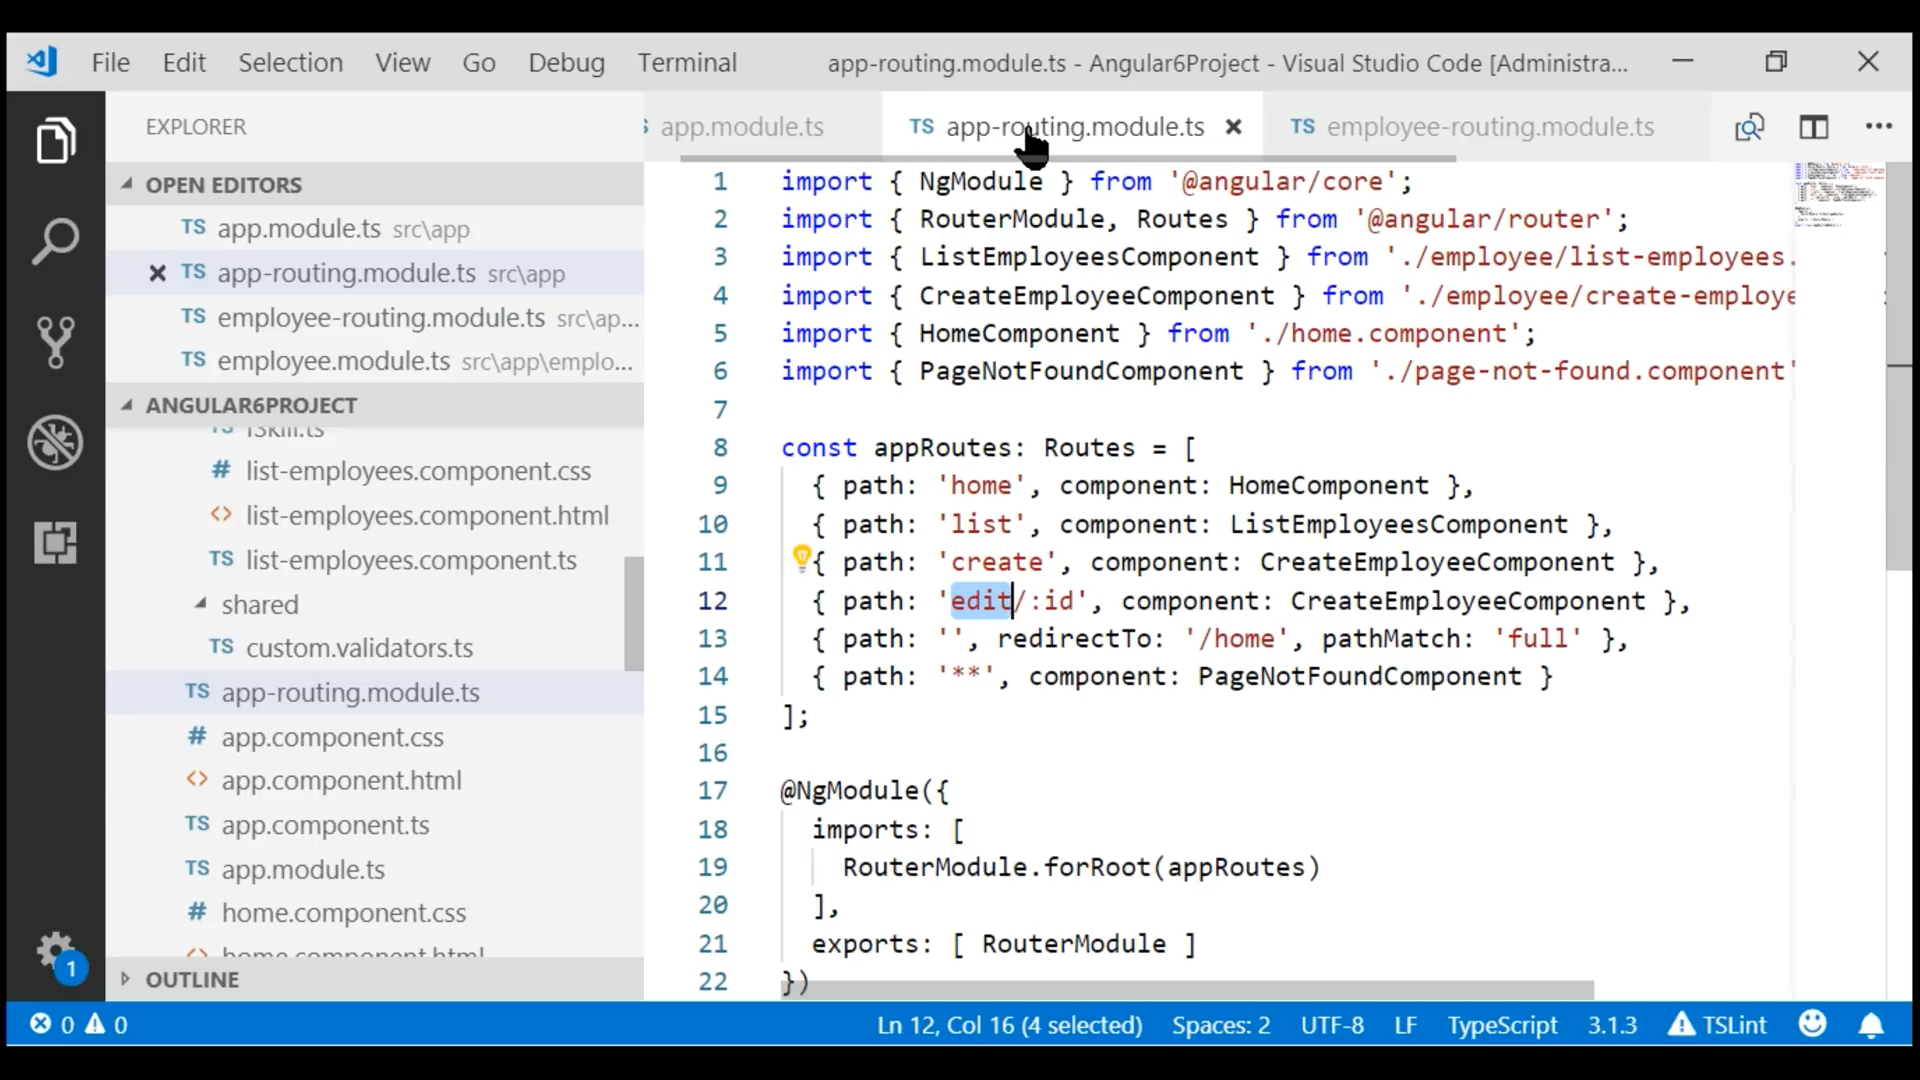 File Edit Selection View Go Debug Terminal app-routing.module.ts - Angular6Project - Visual Studio Code [Administra...
EXPLORER
app.module.ts TS app-routing.module.ts TS employee-routing.module.ts
OPEN EDITORS
TS app.module.ts src\app
TS app-routing.module.ts src\app
TS employee-routing.module.ts src\ap...
TS employee.module.ts src\app\emplo...
ANGULAR6PROJECT
# list-employees.component.css
<> list-employees.component.html
TS list-employees.component.ts
shared
TS custom.validators.ts
TS app-routing.module.ts
# app.component.css
<> app.component.html
TS app.component.ts
TS app.module.ts
# home.component.css
<> home.component.html
OUTLINE
1
1 import { NgModule } from '@angular/core';
2 import { RouterModule, Routes } from '@angular/router';
3 import { ListEmployeesComponent } from './employee/list-employees.
4 import { CreateEmployeeComponent } from './employee/create-employe
5 import { HomeComponent } from './home.component';
6 import { PageNotFoundComponent } from './page-not-found.component'
7
8 const appRoutes: Routes = [
9 { path: 'home', component: HomeComponent },
10 { path: 'list', component: ListEmployeesComponent },
11 { path: 'create', component: CreateEmployeeComponent },
12 { path: 'edit/:id', component: CreateEmployeeComponent },
13 { path: '', redirectTo: '/home', pathMatch: 'full' },
14 { path: '**', component: PageNotFoundComponent }
15 ];
16
17 @NgModule({
18 imports: [
19 RouterModule.forRoot(appRoutes)
20 ],
21 exports: [ RouterModule ]
22 })
0 0 Ln 12, Col 16 (4 selected) Spaces: 2 UTF-8 LF TypeScript 3.1.3 TSLint